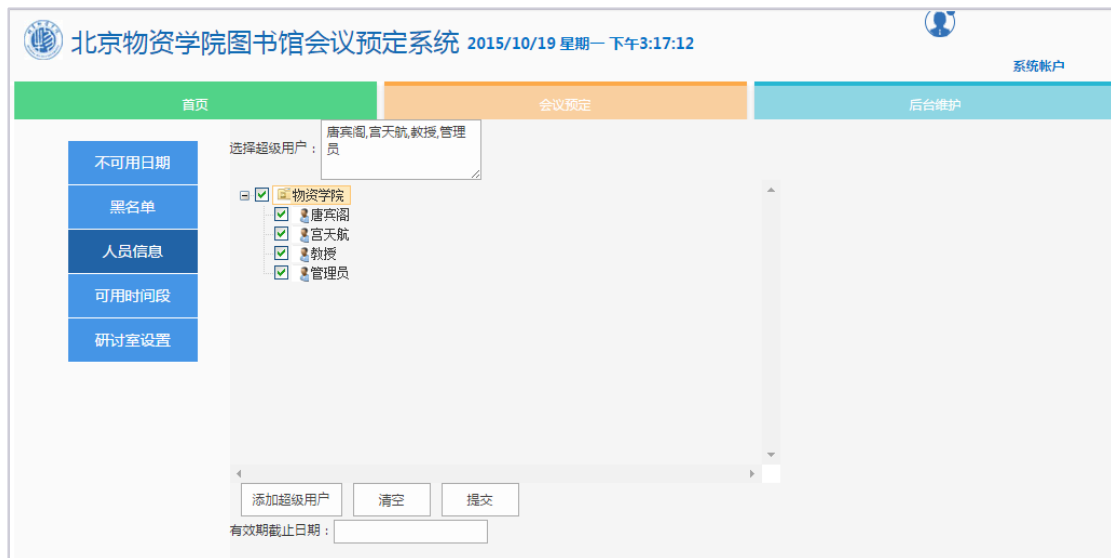 北京物资学院图书馆会议预定系统 2015/10/19 星期一 下午3:17:12
系统帐户
首页 会议预定 后台维护
选择超级用户： 唐宾阁,宫天航,教授,管理
员
不可用日期
黑名单
人员信息
可用时间段
研讨室设置
物资学院
唐宾阁
宫天航
教授
管理员
添加超级用户 清空 提交
有效期截止日期：